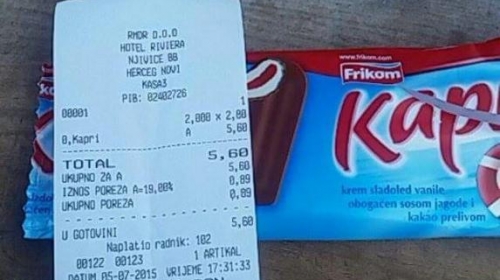 RMDR D.O.O
HOTEL RIVIERA
NJIVICE BB
HERCEG NOVI
KASA3
PIB: 02402726
1
00001
2,000 x 2,80
0,Kapri A 5,60
TOTAL 5,60
UKUPNO ZA A 5,60
IZNOS POREZA A=19,00% 0,89
UKUPNO POREZA 0,89
U GOTOVINI 5,60
Naplatio radnik: 102
00122 00123 1 ARTIKAL
DATUM 05-07-2015 VRIJEME 17:31:33
www.frikom.com
Frikom
Kap
krem sladoled vanile,
obogaćen sosom jagode i
kakao prelivom